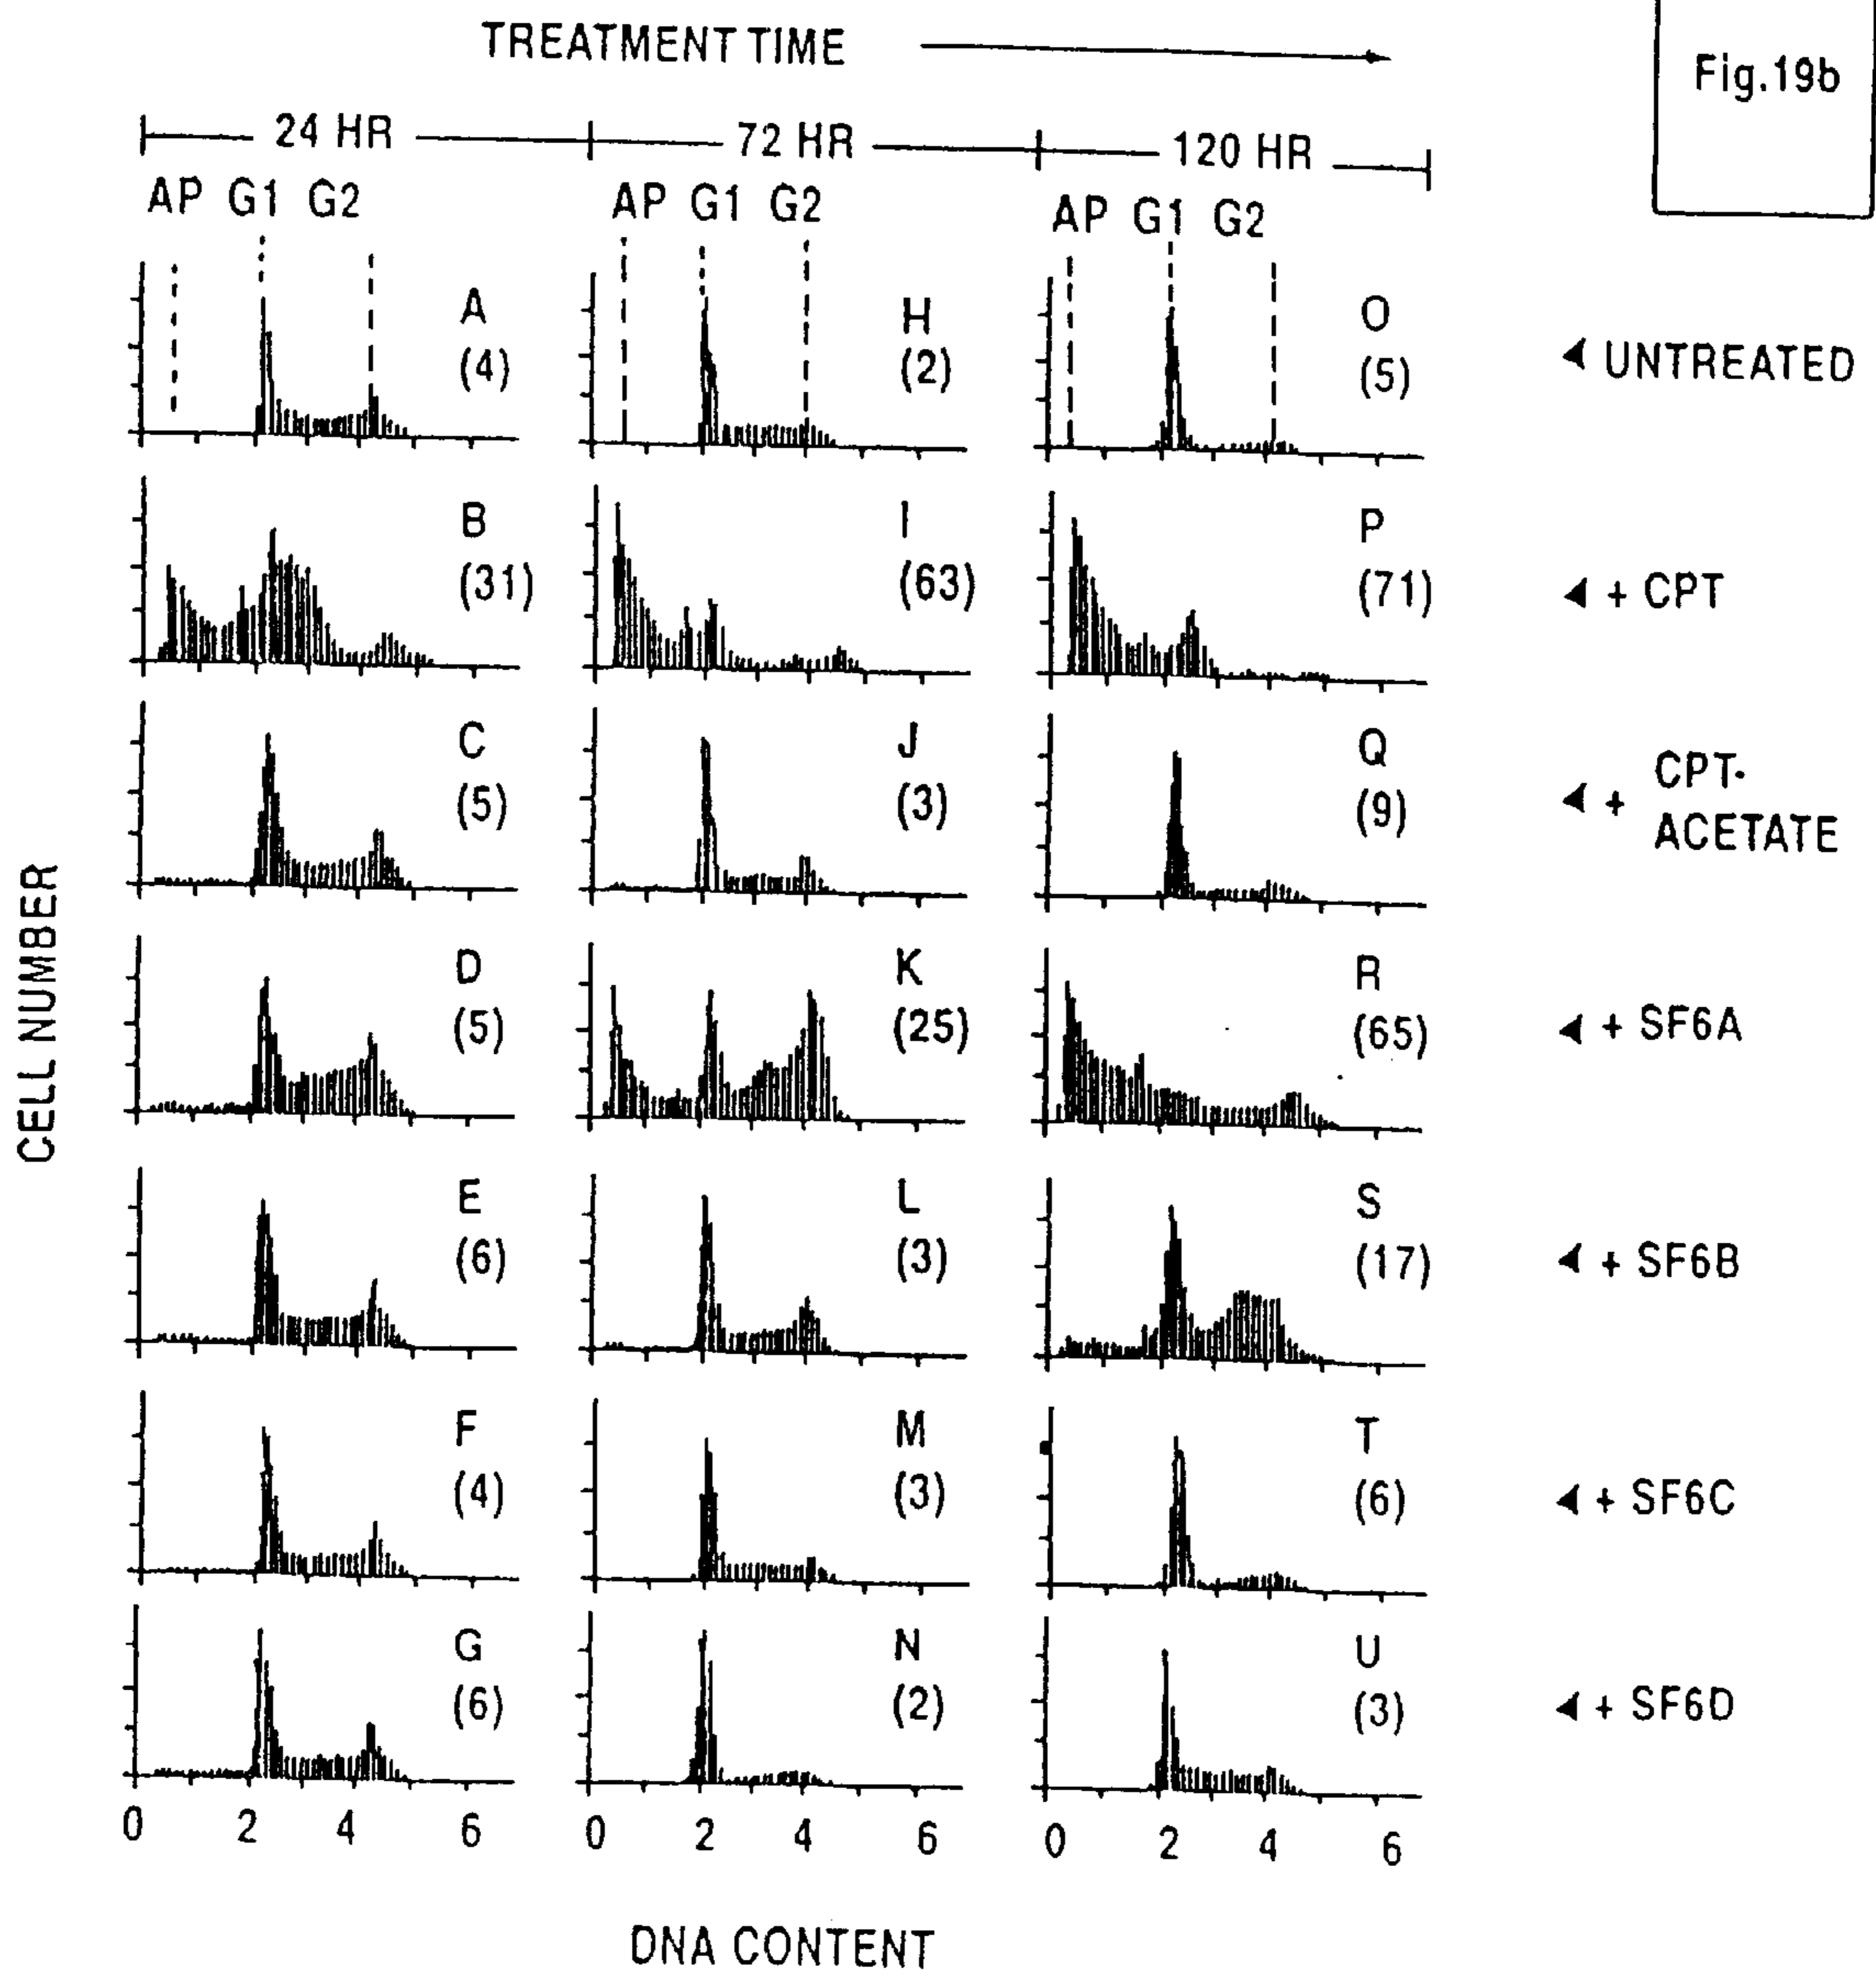 TREATMENT TIME
Fig.19b
24 HR 72 HR 120 HR
AP G1 G2 AP G1 G2 AP G1 G2
A H O
(4) (2) (5)
UNTREATED
B I P
(31) (63) (71)
+ CPT
C J Q
(5) (3) (9)
+ CPT-
ACETATE
D K R
(5) (25) (65)
+ SF6A
E L S
(6) (3) (17)
+ SF6B
F M T
(4) (3) (6)
+ SF6C
G N U
(6) (2) (3)
+ SF6D
0 2 4 6 0 2 4 6 0 2 4 6
CELL NUMBER
DNA CONTENT